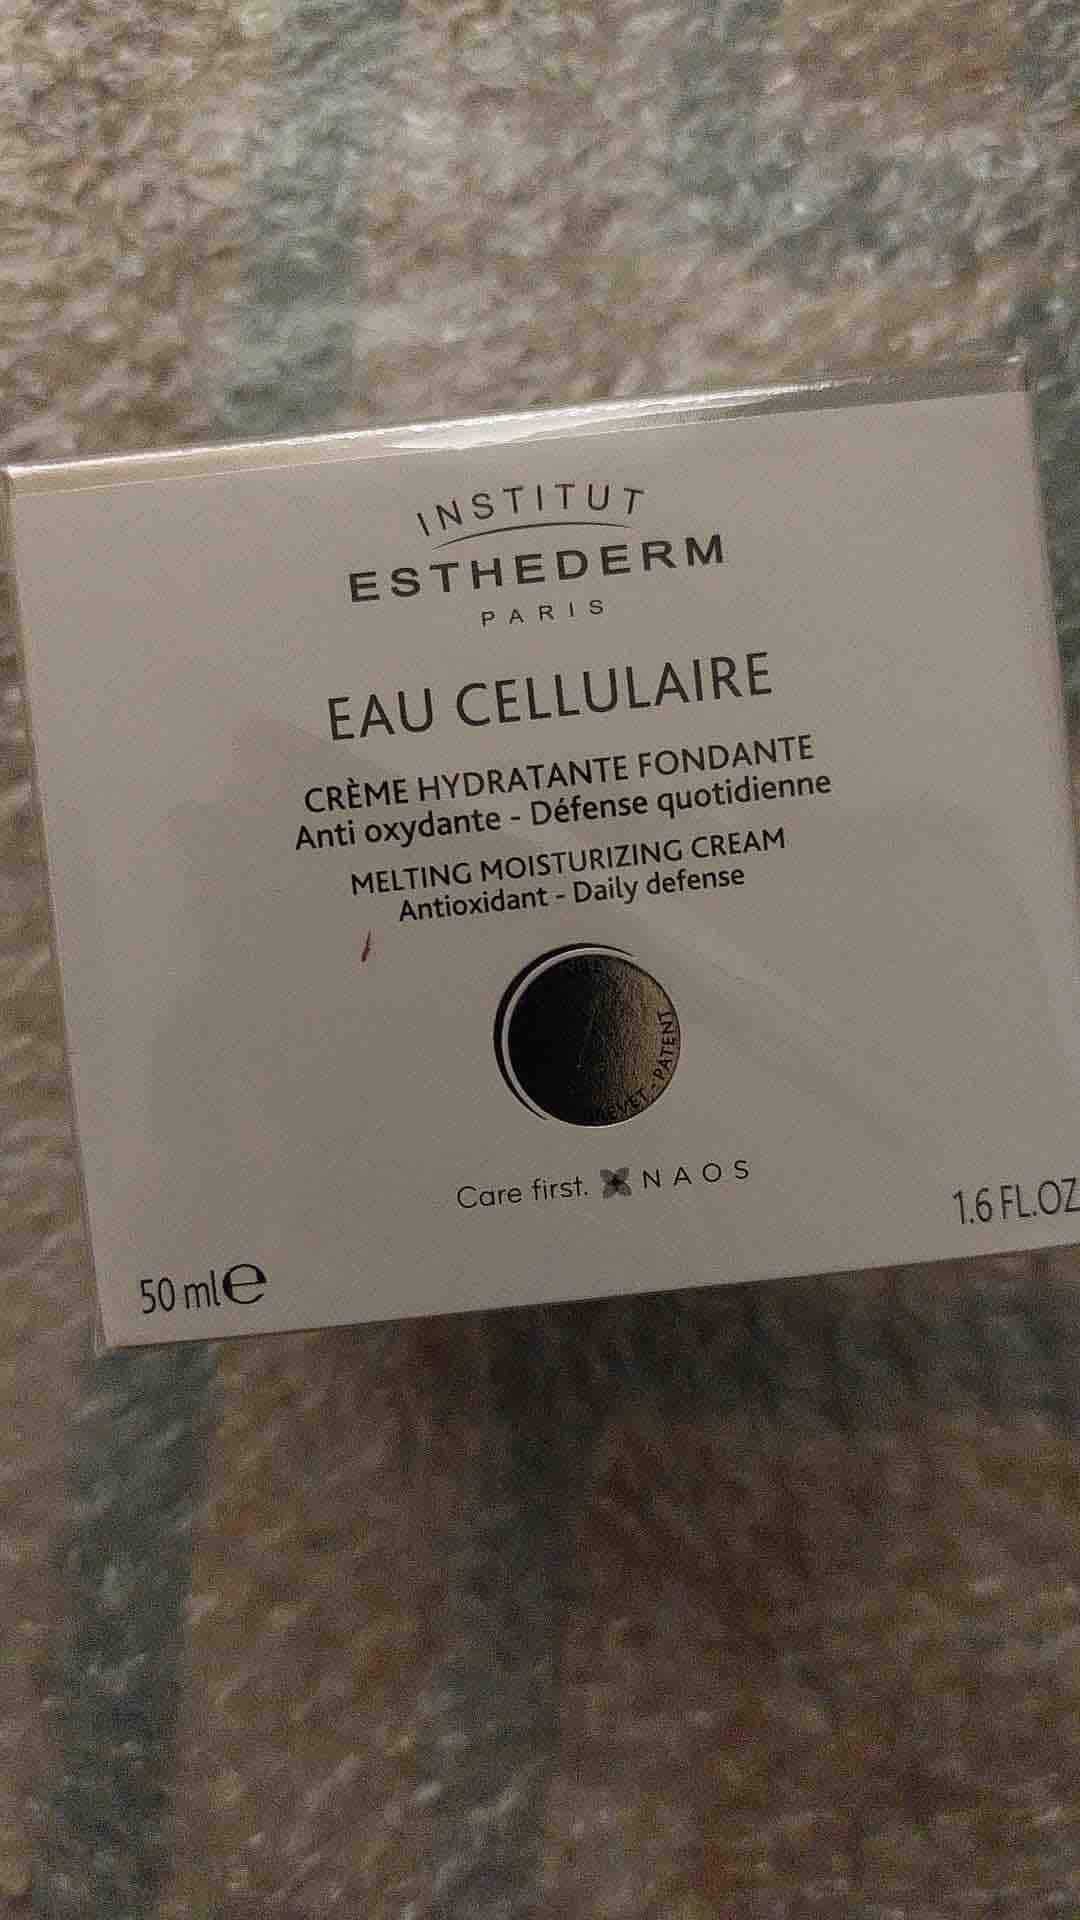 INSTITUT
ESTHEDERM
PARIS
EAU CELLULAIRE
CRÈME HYDRATANTE FONDANTE
Anti oxydante - Défense quotidienne
MELTING MOISTURIZING CREAM
Antioxidant - Daily defense
BREVET - PATENT
Care first. NAOS
1.6 FL.OZ
50 ml e